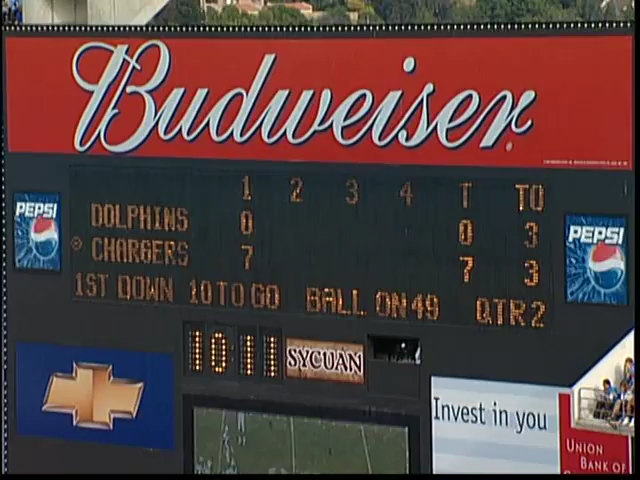 Budweiser
1 2 3 4 T TO
DOLPHINS 0 0 3
CHARGERS 7 7 3
1ST DOWN 10 TO GO BALL ON 49 QTR 2
PEPSI
PEPSI
10 11
SYCUAN
Invest in you
UNION
BANK OF